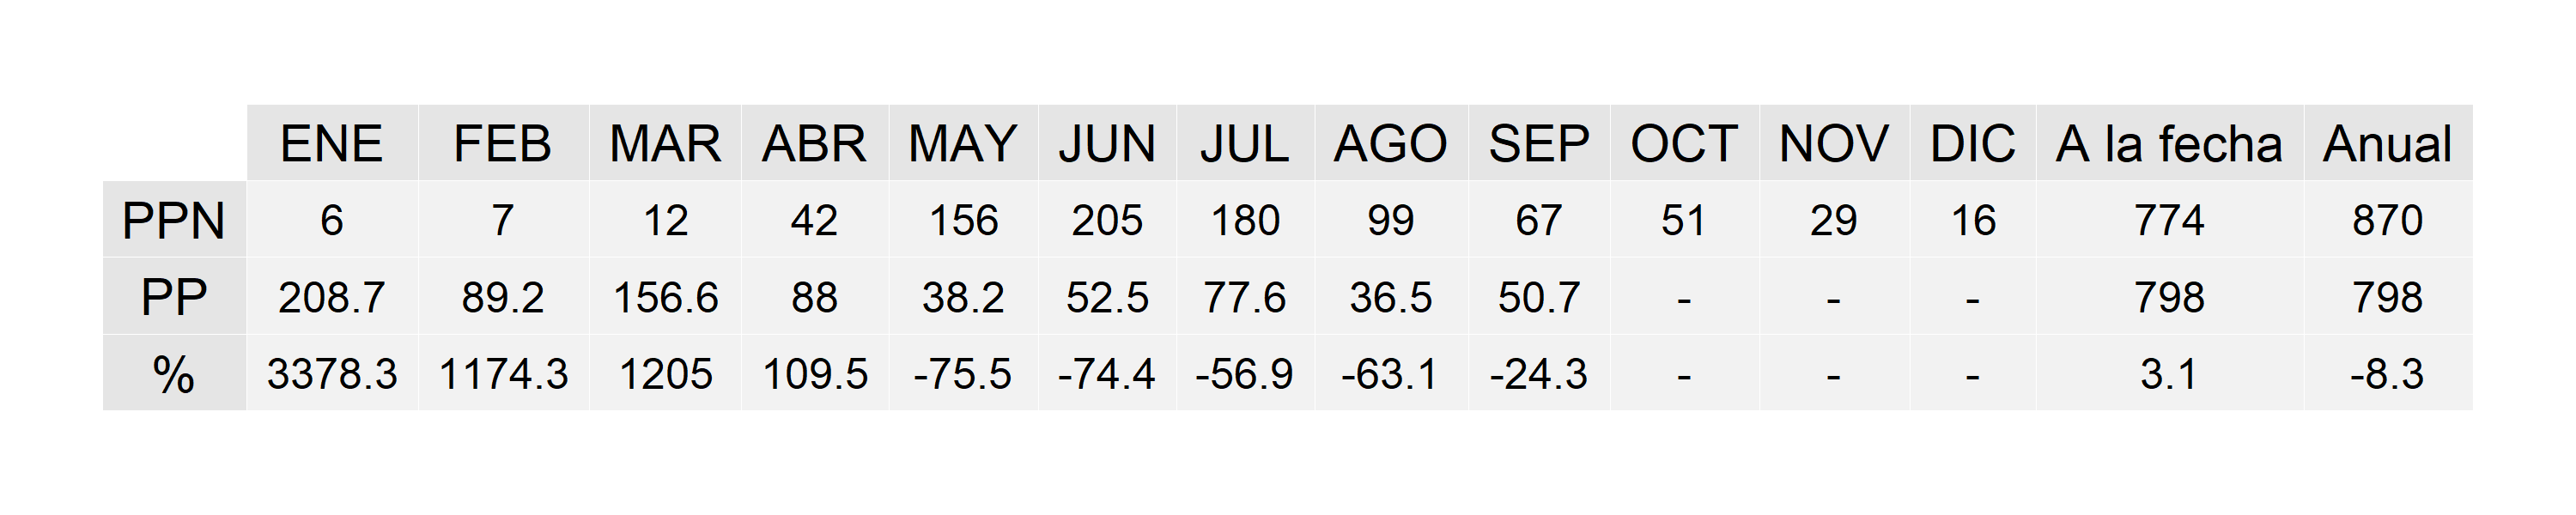 ENE FEB MAR ABR MAY JUN JUL AGO SEP OCT NOV DIC A la fecha Anual
PPN 6 7 12 42 156 205 180 99 67 51 29 16 774 870
PP 208.7 89.2 156.6 88 38.2 52.5 77.6 36.5 50.7 - - - 798 798
% 3378.3 1174.3 1205 109.5 -75.5 -74.4 -56.9 -63.1 -24.3 - - - 3.1 -8.3